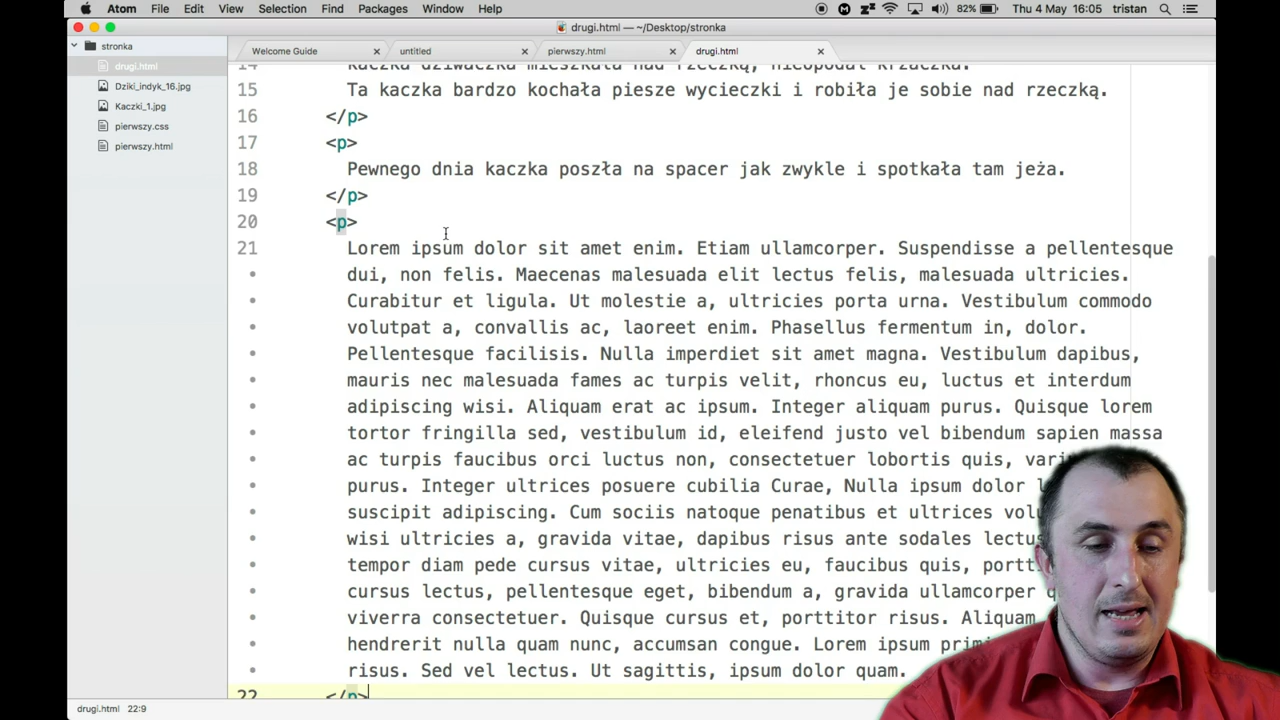 Atom File Edit View Selection Find Packages Window Help 82% Thu 4 May 16:05 tristan
drugi.html — ~/Desktop/stronka
stronka
drugi.html
Dziki_indyk_16.jpg
Kaczki_1.jpg
pierwszy.css
pierwszy.html
Welcome Guide untitled pierwszy.html drugi.html
14 Kaczka dziwaczka mieszkała nad rzeczką, nieopodal krzaczka.
15 Ta kaczka bardzo kochała piesze wycieczki i robiła je sobie nad rzeczką.
16 </p>
17 <p>
18 Pewnego dnia kaczka poszła na spacer jak zwykle i spotkała tam jeża.
19 </p>
20 <p>
21 Lorem ipsum dolor sit amet enim. Etiam ullamcorper. Suspendisse a pellentesque
dui, non felis. Maecenas malesuada elit lectus felis, malesuada ultricies.
Curabitur et ligula. Ut molestie a, ultricies porta urna. Vestibulum commodo
volutpat a, convallis ac, laoreet enim. Phasellus fermentum in, dolor.
Pellentesque facilisis. Nulla imperdiet sit amet magna. Vestibulum dapibus,
mauris nec malesuada fames ac turpis velit, rhoncus eu, luctus et interdum
adipiscing wisi. Aliquam erat ac ipsum. Integer aliquam purus. Quisque lorem
tortor fringilla sed, vestibulum id, eleifend justo vel bibendum sapien massa
ac turpis faucibus orci luctus non, consectetuer lobortis quis,
purus. Integer ultrices posuere cubilia Curae, Nulla ipsum dolor
suscipit adipiscing. Cum sociis natoque penatibus et ultrices
wisi ultricies a, gravida vitae, dapibus risus ante sodales lectus
tempor diam pede cursus vitae, ultricies eu, faucibus quis,
cursus lectus, pellentesque eget, bibendum a, gravida ullamcorper
viverra consectetuer. Quisque cursus et, porttitor risus. Aliquam
hendrerit nulla quam nunc, accumsan congue. Lorem ipsum
risus. Sed vel lectus. Ut sagittis, ipsum dolor quam.
22 </p>
drugi.html 22:9